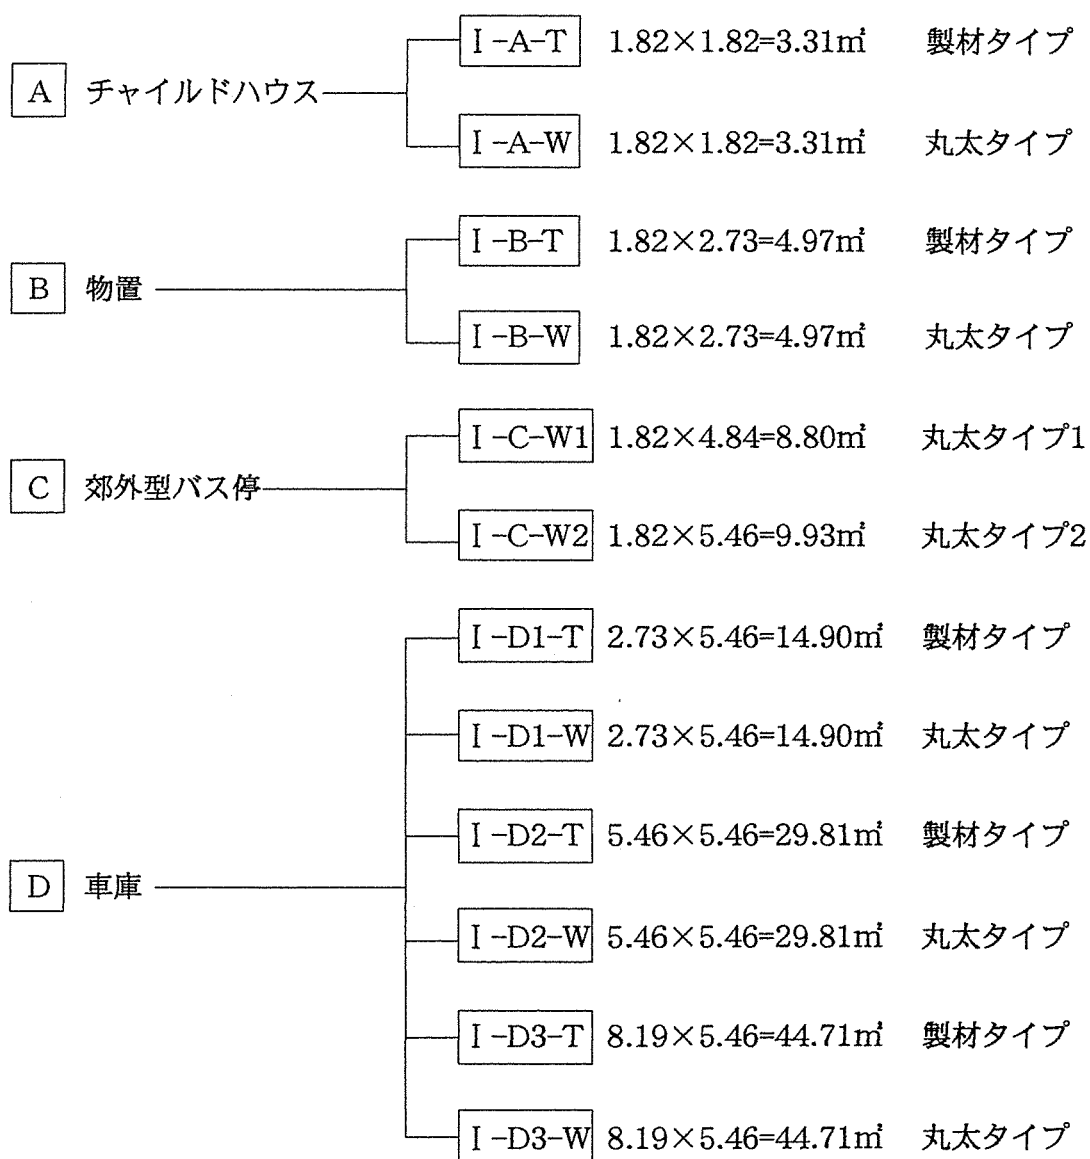 Ⅰ-A-T 1.82×1.82=3.31㎡ 製材タイプ
A チャイルドハウス
Ⅰ-A-W 1.82×1.82=3.31㎡ 丸太タイプ
Ⅰ-B-T 1.82×2.73=4.97㎡ 製材タイプ
B 物置
Ⅰ-B-W 1.82×2.73=4.97㎡ 丸太タイプ
Ⅰ-C-W1 1.82×4.84=8.80㎡ 丸太タイプ1
C 郊外型バス停
Ⅰ-C-W2 1.82×5.46=9.93㎡ 丸太タイプ2
Ⅰ-D1-T 2.73×5.46=14.90㎡ 製材タイプ
Ⅰ-D1-W 2.73×5.46=14.90㎡ 丸太タイプ
Ⅰ-D2-T 5.46×5.46=29.81㎡ 製材タイプ
D 車庫
Ⅰ-D2-W 5.46×5.46=29.81㎡ 丸太タイプ
Ⅰ-D3-T 8.19×5.46=44.71㎡ 製材タイプ
Ⅰ-D3-W 8.19×5.46=44.71㎡ 丸太タイプ